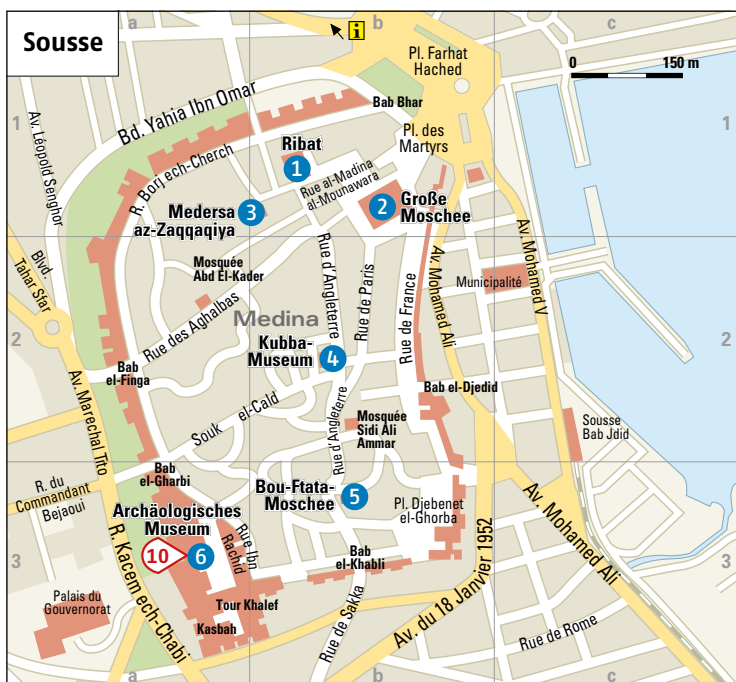 Sousse
a
b
c
i
Pl. Farhat
Hached
0
150 m
Bd. Yahia Ibn Omar
Bab Bhar
1
1
Av. Léopold Senghor
R. Borj ech-Cherch
Ribat
1
Pl. des
Martyrs
Rue al-Madina
al-Mounawara
Medersa
az-Zaqqaqiya
3
2
Große
Moschee
Blvd.
Tahar Sfar
Mosquée
Abd El-Kader
Rue d'Angleterre
Rue de Paris
Rue de France
Av. Mohamed Ali
Municipalité
Av. Mohamed V
Rue des Aghalbas
Medina
2
2
Kubba-
Museum
4
Bab
el-Finga
Av. Marechal Tito
Souk el-Cald
Rue d'Angleterre
Bab el-Djedid
Mosquée
Sidi Ali
Ammar
Sousse
Bab Jdid
Bab
el-Gharbi
R. du
Commandant
Bejaoui
Bou-Ftata-
Moschee
5
Pl. Djebenet
el-Ghorba
Archäologisches
Museum
10
6
Rue Ibn
Rachid
Bab
el-Khabli
Av. Mohamed Ali
3
3
R. Kacem ech-Chabi
Palais du
Gouvernorat
Tour Khalef
Kasbah
Rue de Sakka
Av. du 18 Janvier 1952
Rue de Rome
a
b
c